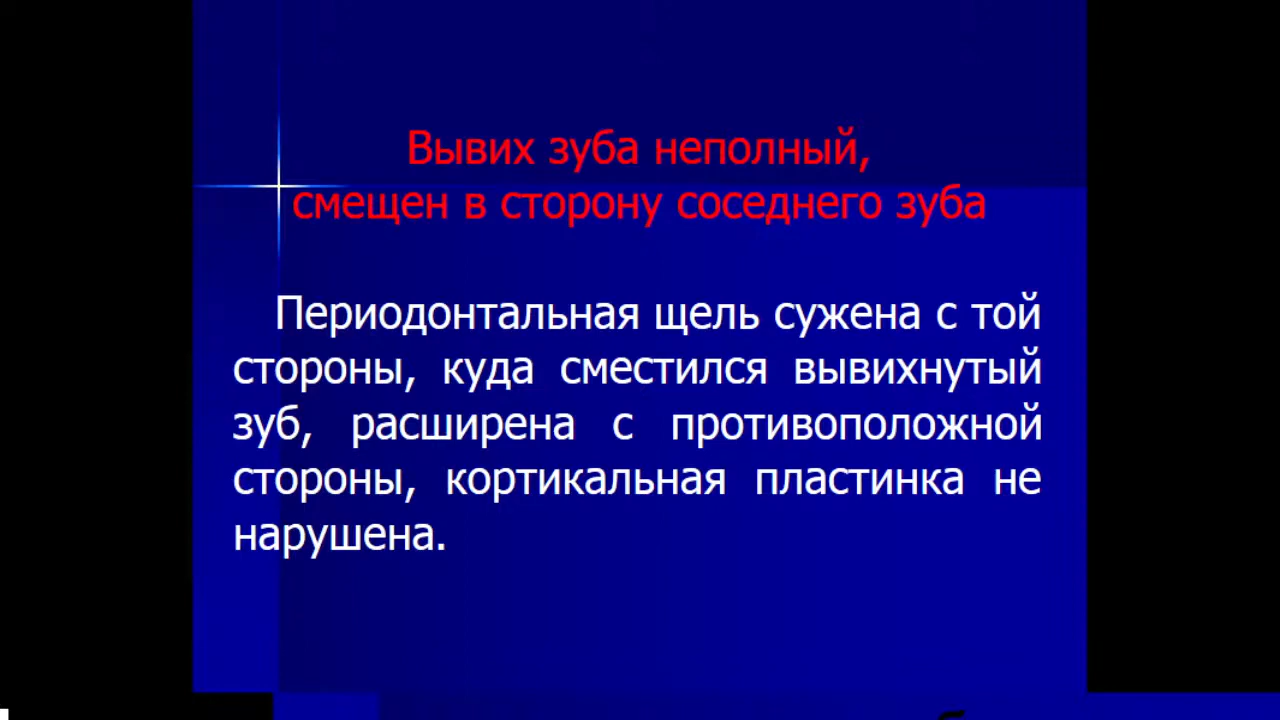 Вывих зуба неполный,
смещен в сторону соседнего зуба
Периодонтальная щель сужена с той
стороны, куда сместился вывихнутый
зуб, расширена с противоположной
стороны, кортикальная пластинка не
нарушена.